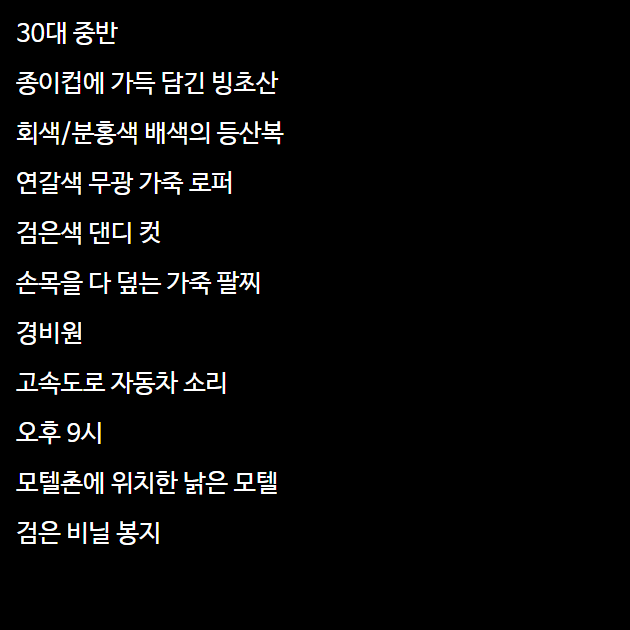 30대 중반
종이컵에 가득 담긴 빙초산
회색/분홍색 배색의 등산복
연갈색 무광 가죽 로퍼
검은색 댄디 컷
손목을 다 덮는 가죽 팔찌
경비원
고속도로 자동차 소리
오후 9시
모텔촌에 위치한 낡은 모텔
검은 비닐 봉지